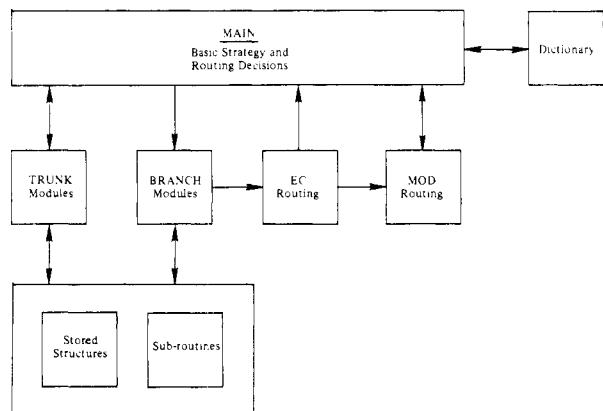 MAIN
Basic Strategy and
Routing Decisions
Dictionary
TRUNK
Modules
BRANCH
Modules
EC
Routing
MOD
Routing
Stored
Structures
Sub-routines